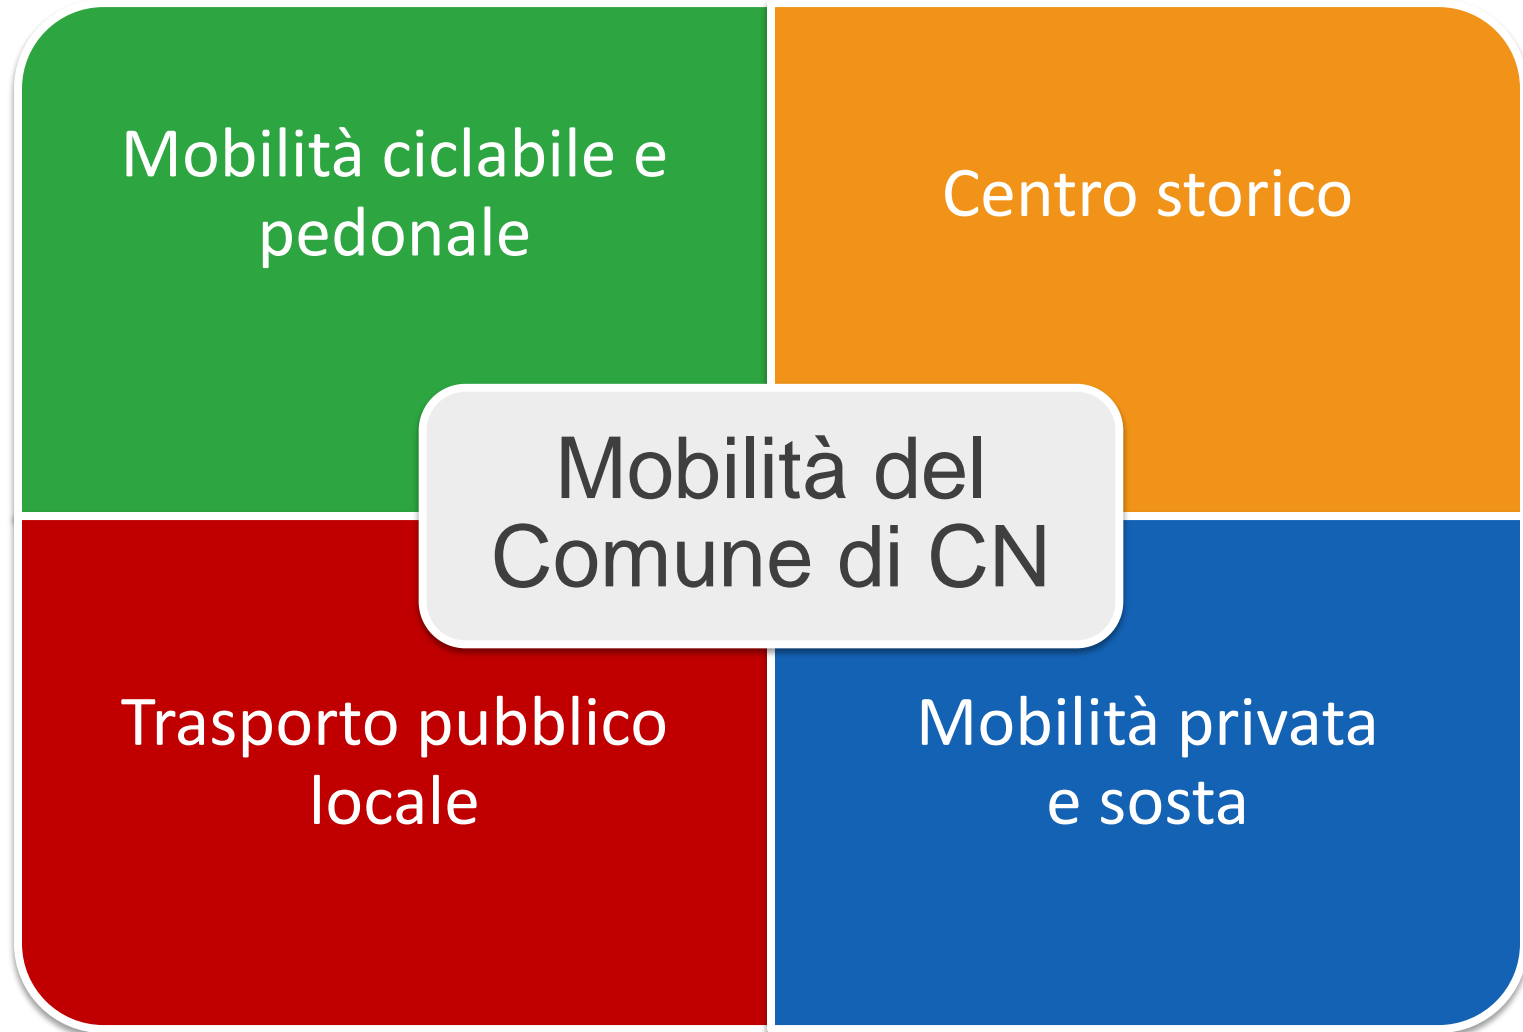 Mobilità ciclabile e
pedonale
Centro storico
Mobilità del
Comune di CN
Trasporto pubblico
locale
Mobilità privata
e sosta